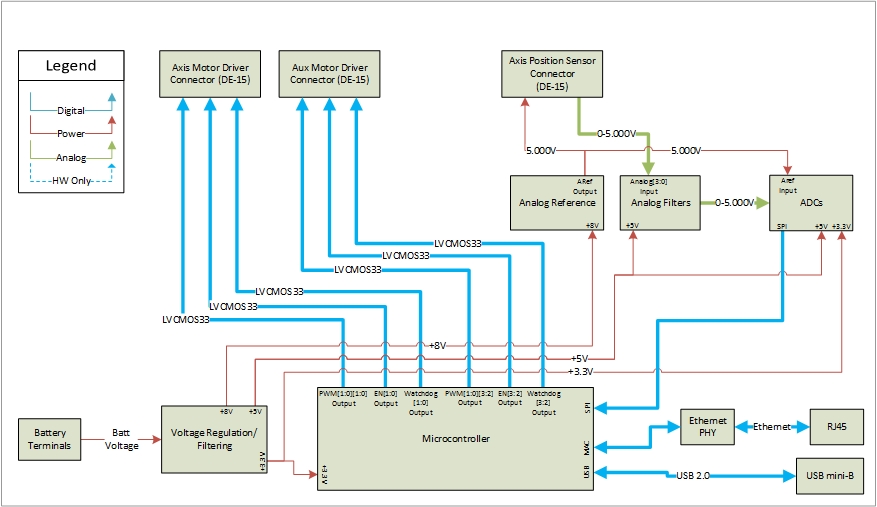 Legend
Digital
Power
Analog
HW Only
Axis Motor Driver
Connector (DE-15)
Aux Motor Driver
Connector (DE-15)
Axis Position Sensor
Connector
(DE-15)
0-5.000V
5.000V
5.000V
ARef
Output
Analog Reference
+8V
Analog[3:0]
Input
Analog Filters
+5V
0-5.000V
Aref
Input
ADCs
SPI
+5V
+3.3V
LVCMOS33
LVCMOS33
LVCMOS33
LVCMOS33
LVCMOS33
LVCMOS33
+8V
+5V
+3.3V
Battery
Terminals
Batt
Voltage
+8V
+5V
Voltage Regulation/
Filtering
+3.3V
PWM[1:0][1:0]
Output
EN[1:0]
Output
Watchdog
[1:0]
Output
PWM[1:0][3:2]
Output
EN[3:2]
Output
Watchdog
[3:2]
Output
Microcontroller
+3.3V
SPI
MAC
USB
Ethernet
PHY
Ethernet
RJ45
USB 2.0
USB mini-B